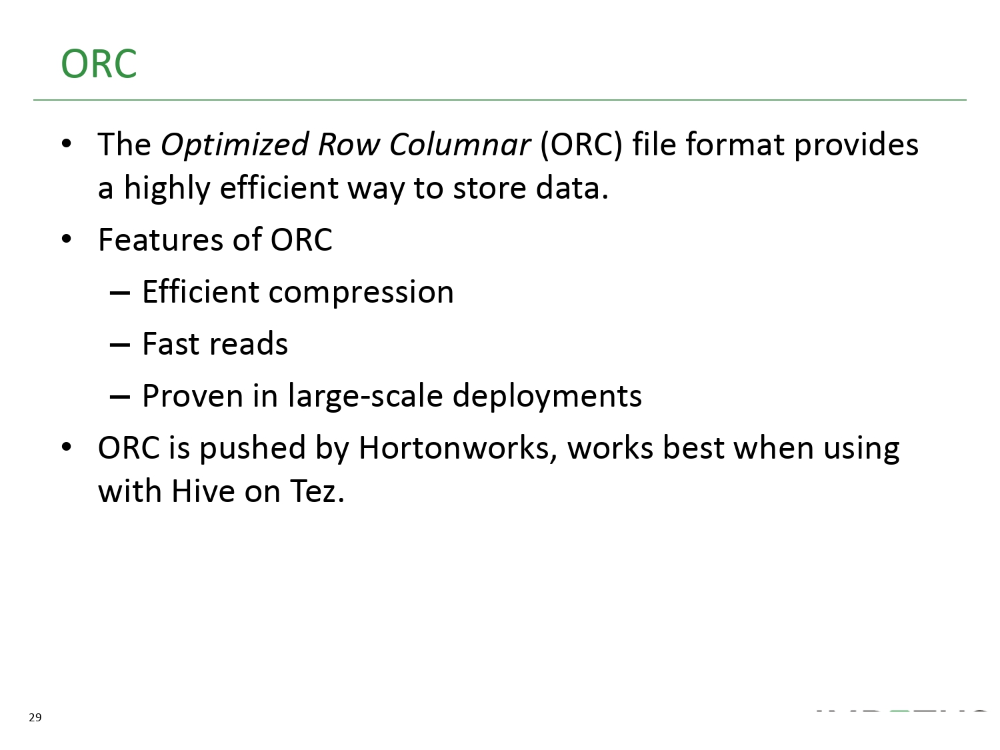 ORC
• The Optimized Row Columnar (ORC) file format provides
a highly efficient way to store data.
• Features of ORC
– Efficient compression
– Fast reads
– Proven in large-scale deployments
• ORC is pushed by Hortonworks, works best when using
with Hive on Tez.
29